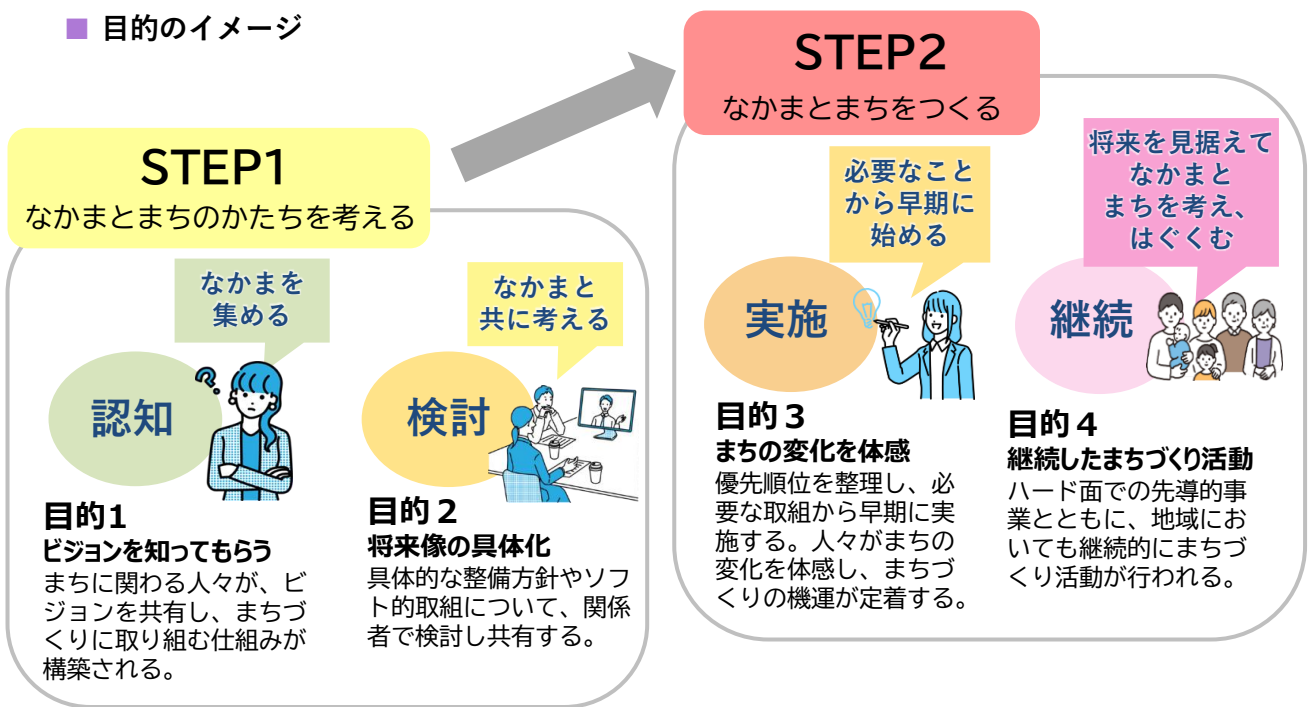 ■ 目的のイメージ
STEP1
なかまとまちのかたちを考える
なかまを
集める
認知
目的1
ビジョンを知ってもらう
まちに関わる人々が、ビ
ジョンを共有し、まちづ
くりに取り組む仕組みが
構築される。
なかまと
共に考える
検討
目的２
将来像の具体化
具体的な整備方針やソフ
ト的取組について、関係
者で検討し共有する。
STEP2
なかまとまちをつくる
必要なこと
から早期に
始める
実施
目的３
まちの変化を体感
優先順位を整理し、必
要な取組から早期に実
施する。人々がまちの
変化を体感し、まちづ
くりの機運が定着する。
将来を見据えて
なかまと
まちを考え、
はぐくむ
継続
目的４
継続したまちづくり活動
ハード面での先導的事
業とともに、地域にお
いても継続的にまちづ
くり活動が行われる。